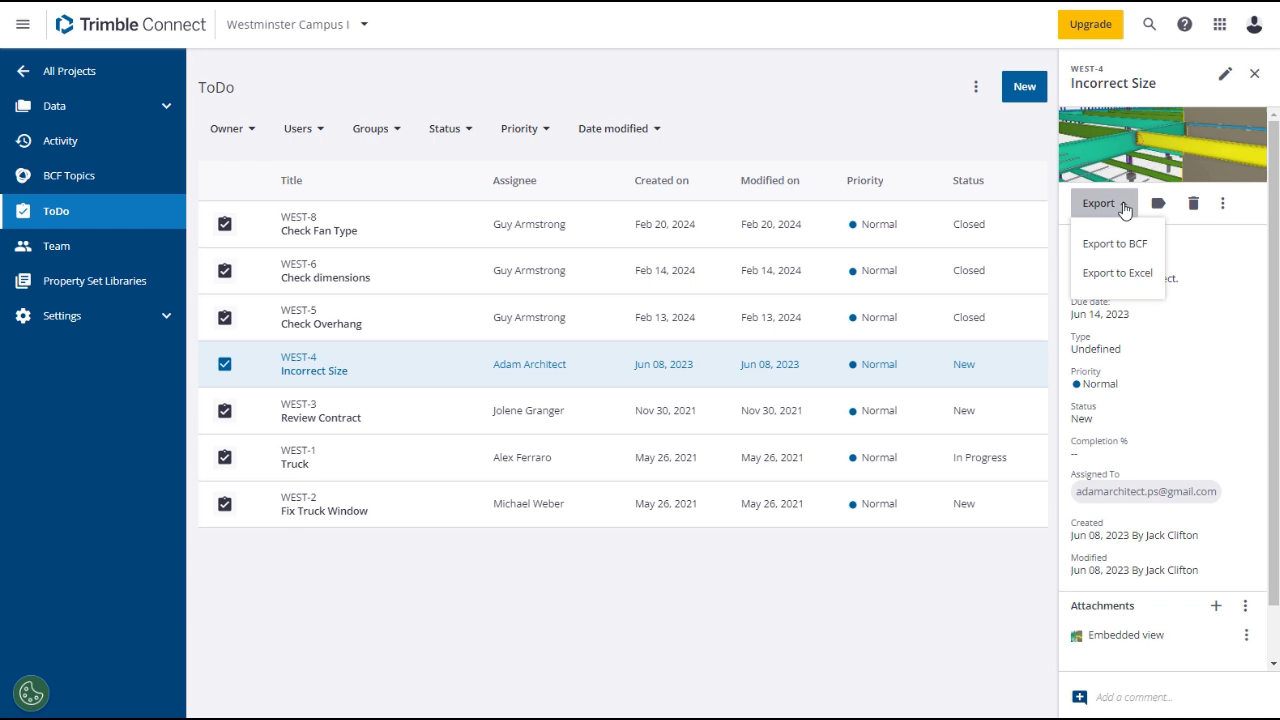 Trimble Connect
Westminster Campus I
Upgrade
All Projects
Data
Activity
BCF Topics
ToDo
Team
Property Set Libraries
Settings
ToDo
New
Owner Users Groups Status Priority Date modified
Title Assignee Created on Modified on Priority Status
WEST-8
Check Fan Type Guy Armstrong Feb 20, 2024 Feb 20, 2024 Normal Closed
WEST-6
Check dimensions Guy Armstrong Feb 14, 2024 Feb 14, 2024 Normal Closed
WEST-5
Check Overhang Guy Armstrong Feb 13, 2024 Feb 13, 2024 Normal Closed
WEST-4
Incorrect Size Adam Architect Jun 08, 2023 Jun 08, 2023 Normal New
WEST-3
Review Contract Jolene Granger Nov 30, 2021 Nov 30, 2021 Normal New
WEST-1
Truck Alex Ferraro May 26, 2021 May 26, 2021 Normal In Progress
WEST-2
Fix Truck Window Michael Weber May 26, 2021 May 26, 2021 Normal New
WEST-4
Incorrect Size
Export
Export to BCF
Export to Excel
Due date:
Jun 14, 2023
Type
Undefined
Priority
Normal
Status
New
Completion %
--
Assigned To
adamarchitect.ps@gmail.com
Created
Jun 08, 2023 By Jack Clifton
Modified
Jun 08, 2023 By Jack Clifton
Attachments
Embedded view
Add a comment...